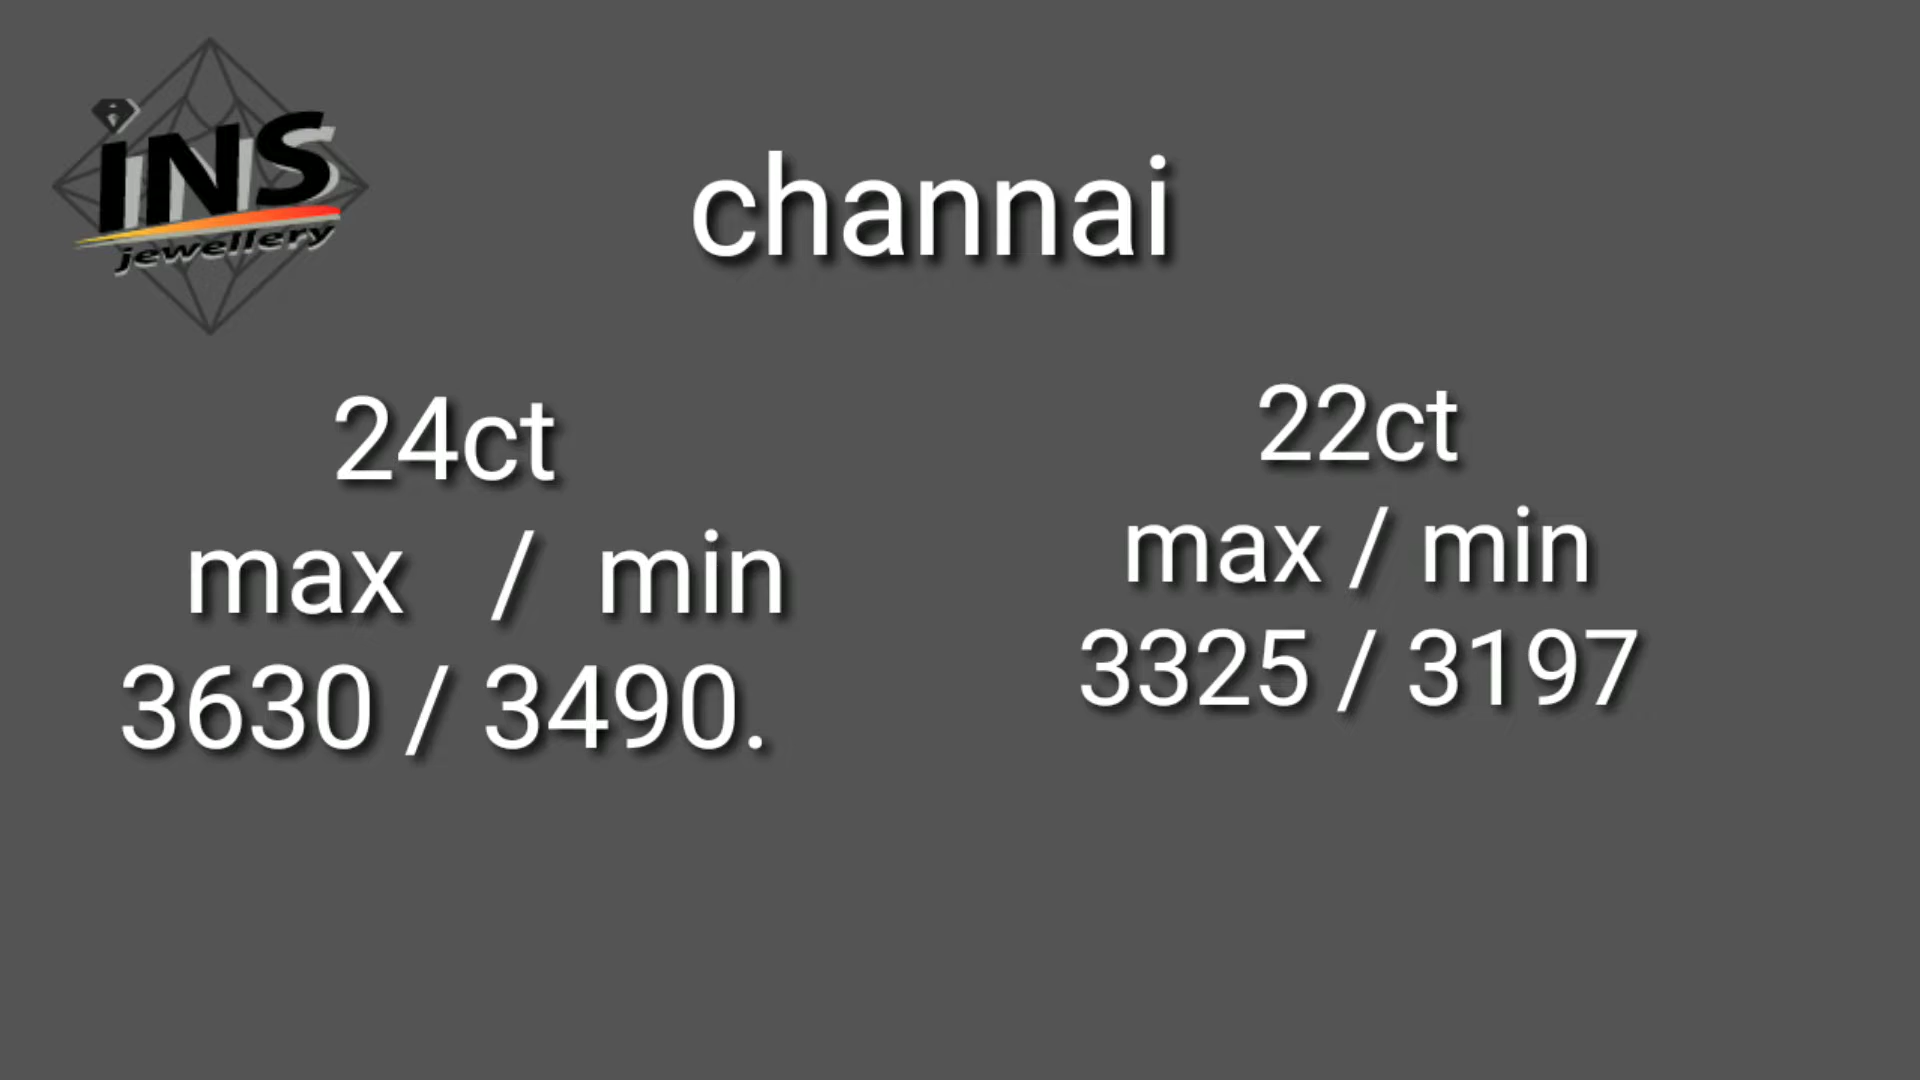 iNS
jewellery
channai
24ct
max / min
3630 / 3490.
22ct
max / min
3325 / 3197